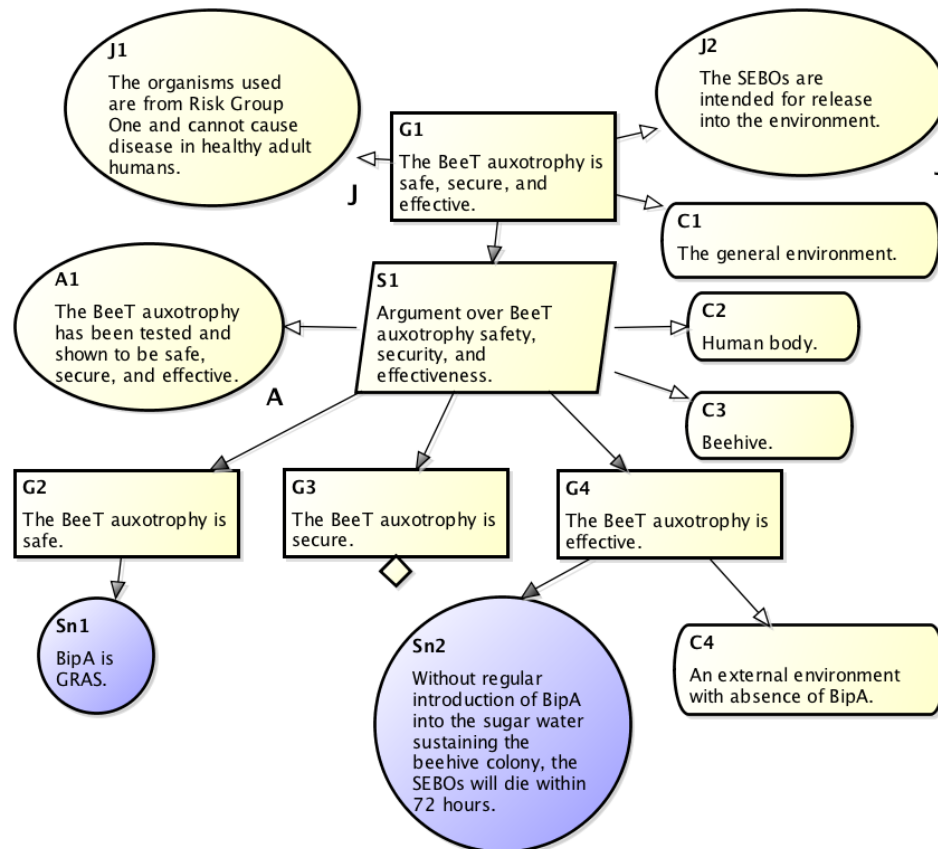 J1
The organisms used
are from Risk Group
One and cannot cause
disease in healthy adult
humans.
J
G1
The BeeT auxotrophy is
safe, secure, and
effective.
J2
The SEBOs are
intended for release
into the environment.
C1
The general environment.
A1
The BeeT auxotrophy
has been tested and
shown to be safe,
secure, and effective.
A
S1
Argument over BeeT
auxotrophy safety,
security, and
effectiveness.
C2
Human body.
C3
Beehive.
G2
The BeeT auxotrophy is
safe.
G3
The BeeT auxotrophy is
secure.
G4
The BeeT auxotrophy is
effective.
Sn1
BipA is
GRAS.
Sn2
Without regular
introduction of BipA
into the sugar water
sustaining the
beehive colony, the
SEBOs will die within
72 hours.
C4
An external environment
with absence of BipA.